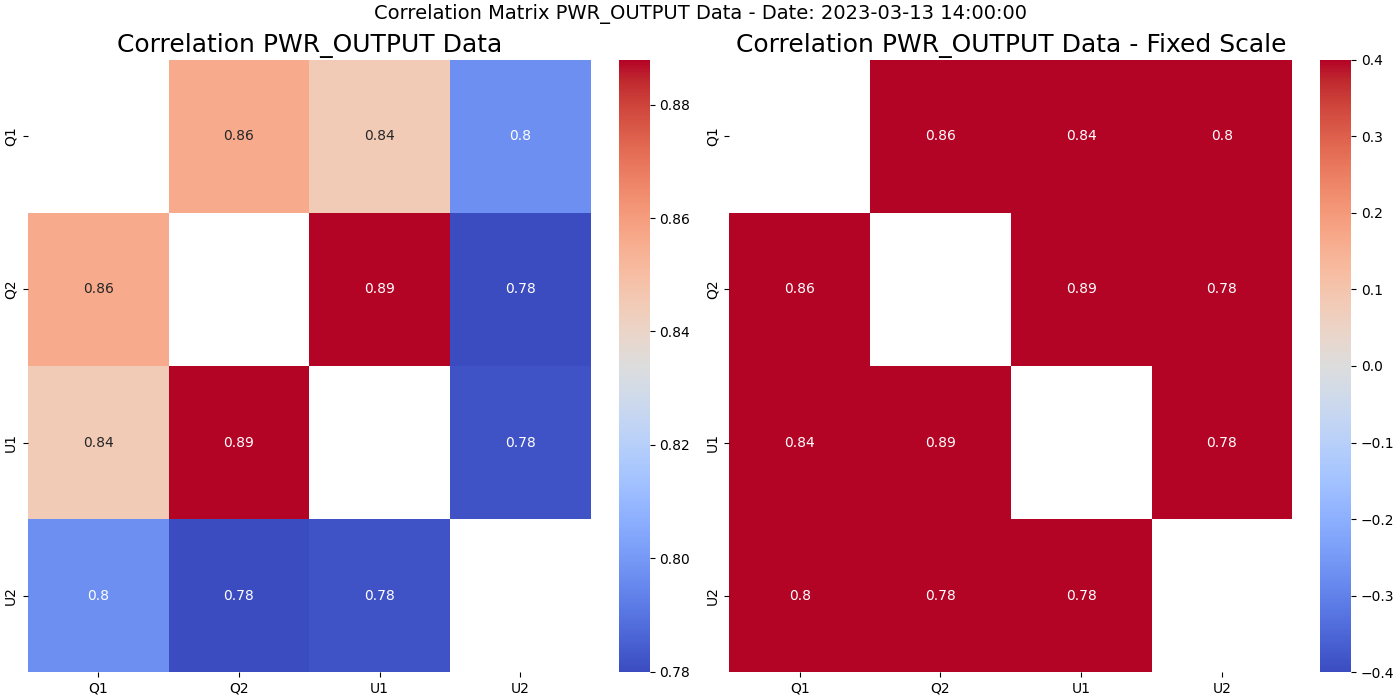 Correlation Matrix PWR_OUTPUT Data - Date: 2023-03-13 14:00:00
Correlation PWR_OUTPUT Data
Q1
0.86
0.84
0.8
Q2
0.86
0.89
0.78
U1
0.84
0.89
0.78
U2
0.8
0.78
0.78
Q1
Q2
U1
U2
0.88
0.86
0.84
0.82
0.80
0.78
Correlation PWR_OUTPUT Data - Fixed Scale
Q1
0.86
0.84
0.8
Q2
0.86
0.89
0.78
U1
0.84
0.89
0.78
U2
0.8
0.78
0.78
Q1
Q2
U1
U2
0.4
0.3
0.2
0.1
0.0
−0.1
−0.2
−0.3
−0.4